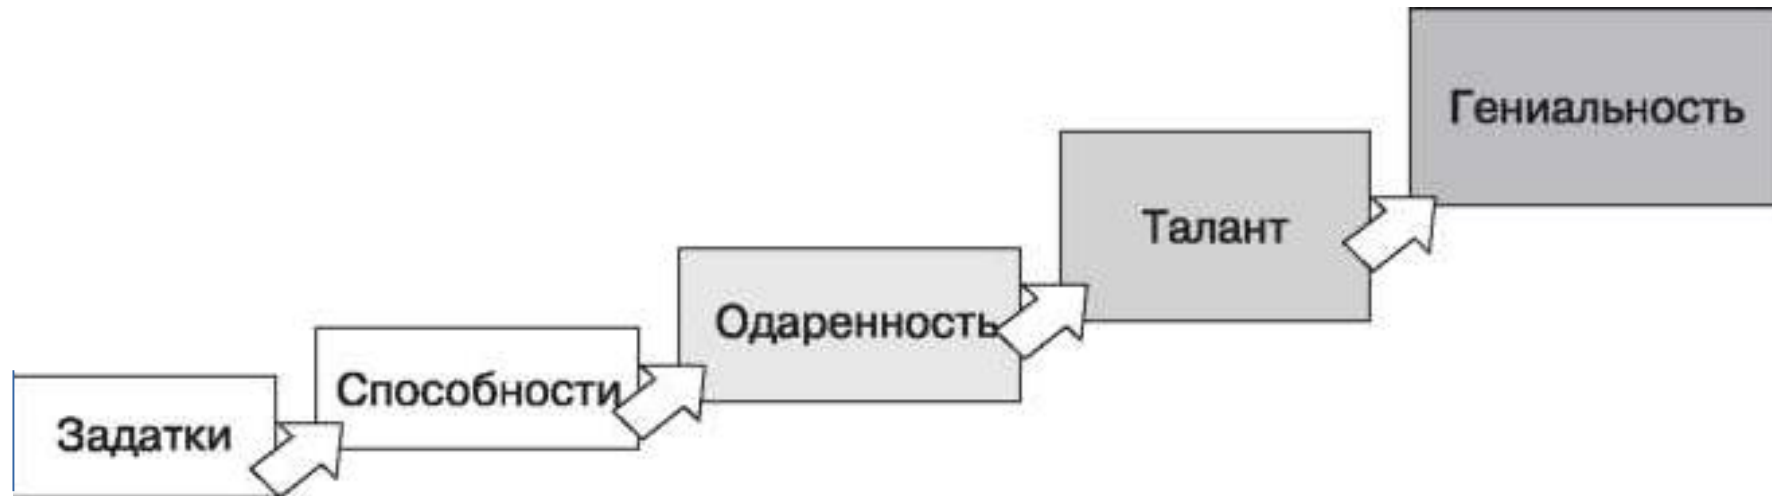 Задатки
Способности
Одаренность
Талант
Гениальность